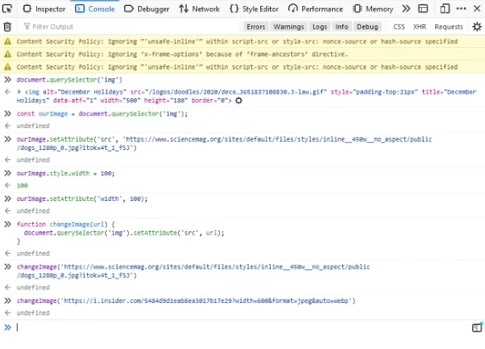 Inspector Console Debugger Network Style Editor Performance Memory
Filter Output Errors Warnings Logs Info Debug CSS XHR Requests
Content Security Policy: Ignoring "'unsafe-inline'" within script-src or style-src: nonce-source or hash-source specified
Content Security Policy: Ignoring "'x-frame-options' because of 'frame-ancestors' directive.
Content Security Policy: Ignoring "'unsafe-inline'" within script-src or style-src: nonce-source or hash-source specified
document.querySelector('img')
<img alt="December Holidays" src="/logos/doodles/2020/dece…3651837108830.3-law.gif" style="padding-top:21px" title="December
Holidays" data-atf="1" width="500" height="180" border="0">
const ourImage = document.querySelector('img');
undefined
ourImage.setAttribute('src', 'https://www.sciencemag.org/sites/default/files/styles/inline__450w__no_aspect/public
/dogs_1280p_0.jpg?itok=4t_1_fSJ')
undefined
ourImage.style.width = 100;
100
ourImage.setAttribute('width', 100);
undefined
function changeImage(url) {
document.querySelector('img').setAttribute('src', url);
}
undefined
changeImage('https://www.sciencemag.org/sites/default/files/styles/inline__450w__no_aspect/public
/dogs_1280p_0.jpg?itok=4t_1_fSJ')
undefined
changeImage('https://i.insider.com/5484d9d1eab8ea3017b17e29?width=600&format=jpeg&auto=webp')
undefined